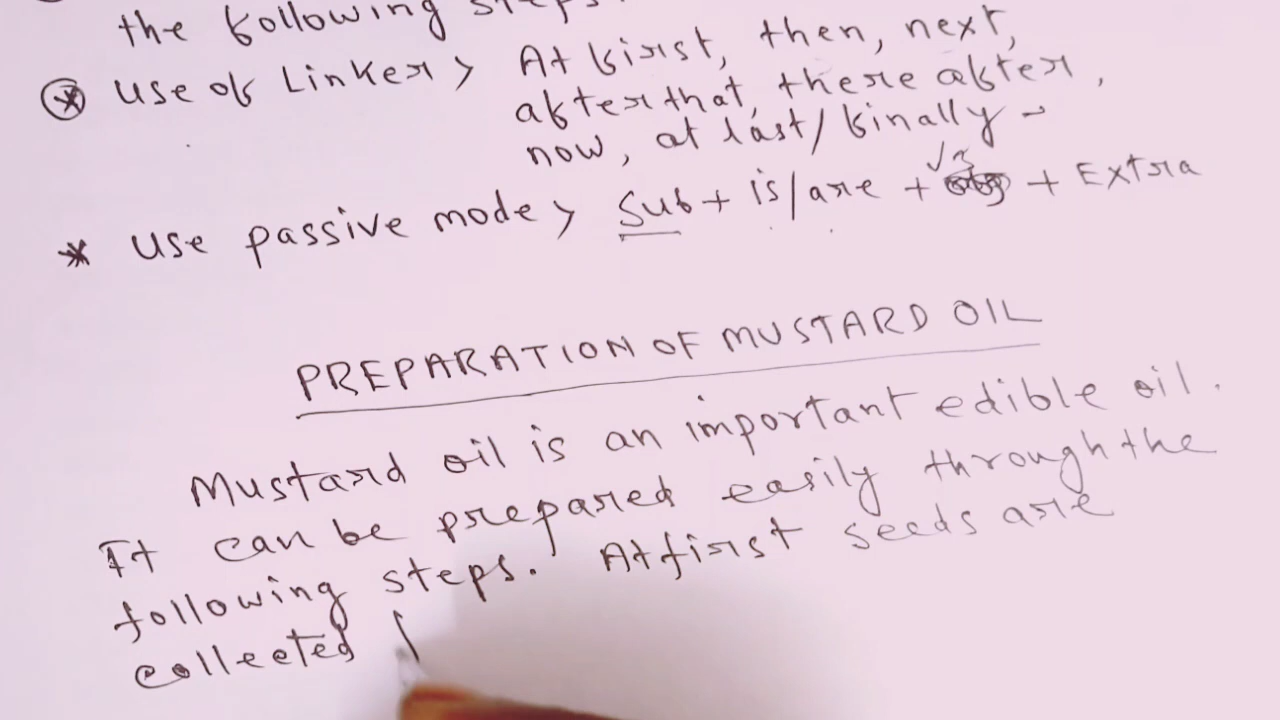 the following steps.
* Use of Linker > At first, then, next,
after that, there after,
now, at last/finally -
* Use passive mode > Sub + is/are + V3 + Extra
PREPARATION OF MUSTARD OIL
Mustard oil is an important edible oil.
It can be prepared easily through the
following steps. At first seeds are
collected